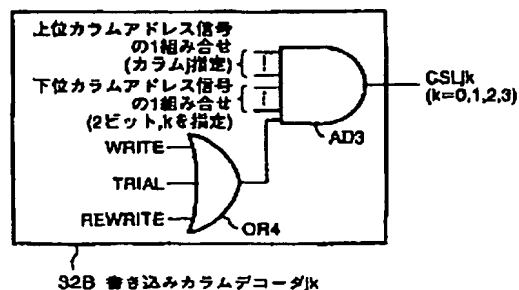 上位カラムアドレス信号
の1組み合せ
(カラムj指定)
下位カラムアドレス信号
の1組み合せ
(2ビット,kを指定)
WRITE
TRIAL
REWRITE
OR4
AD3
CSLjk
(k=0,1,2,3)
32B 書き込みカラムデコーダjk